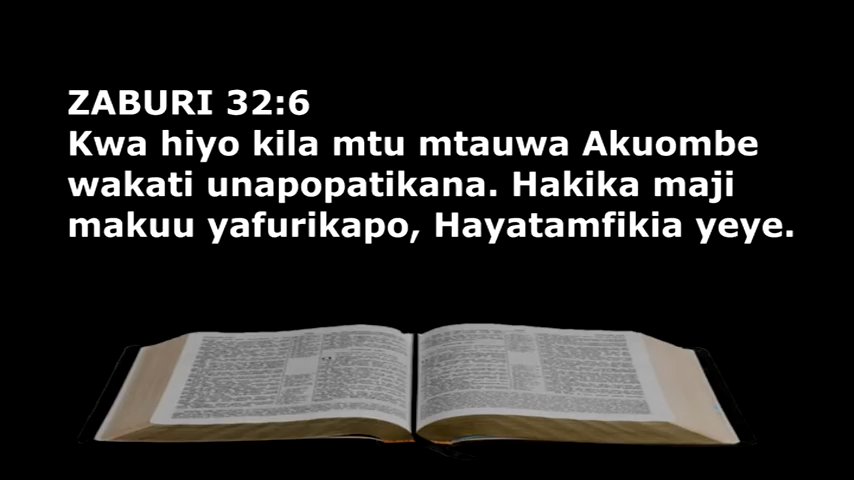 ZABURI 32:6
Kwa hiyo kila mtu mtauwa Akuombe
wakati unapopatikana. Hakika maji
makuu yafurikapo, Hayatamfikia yeye.